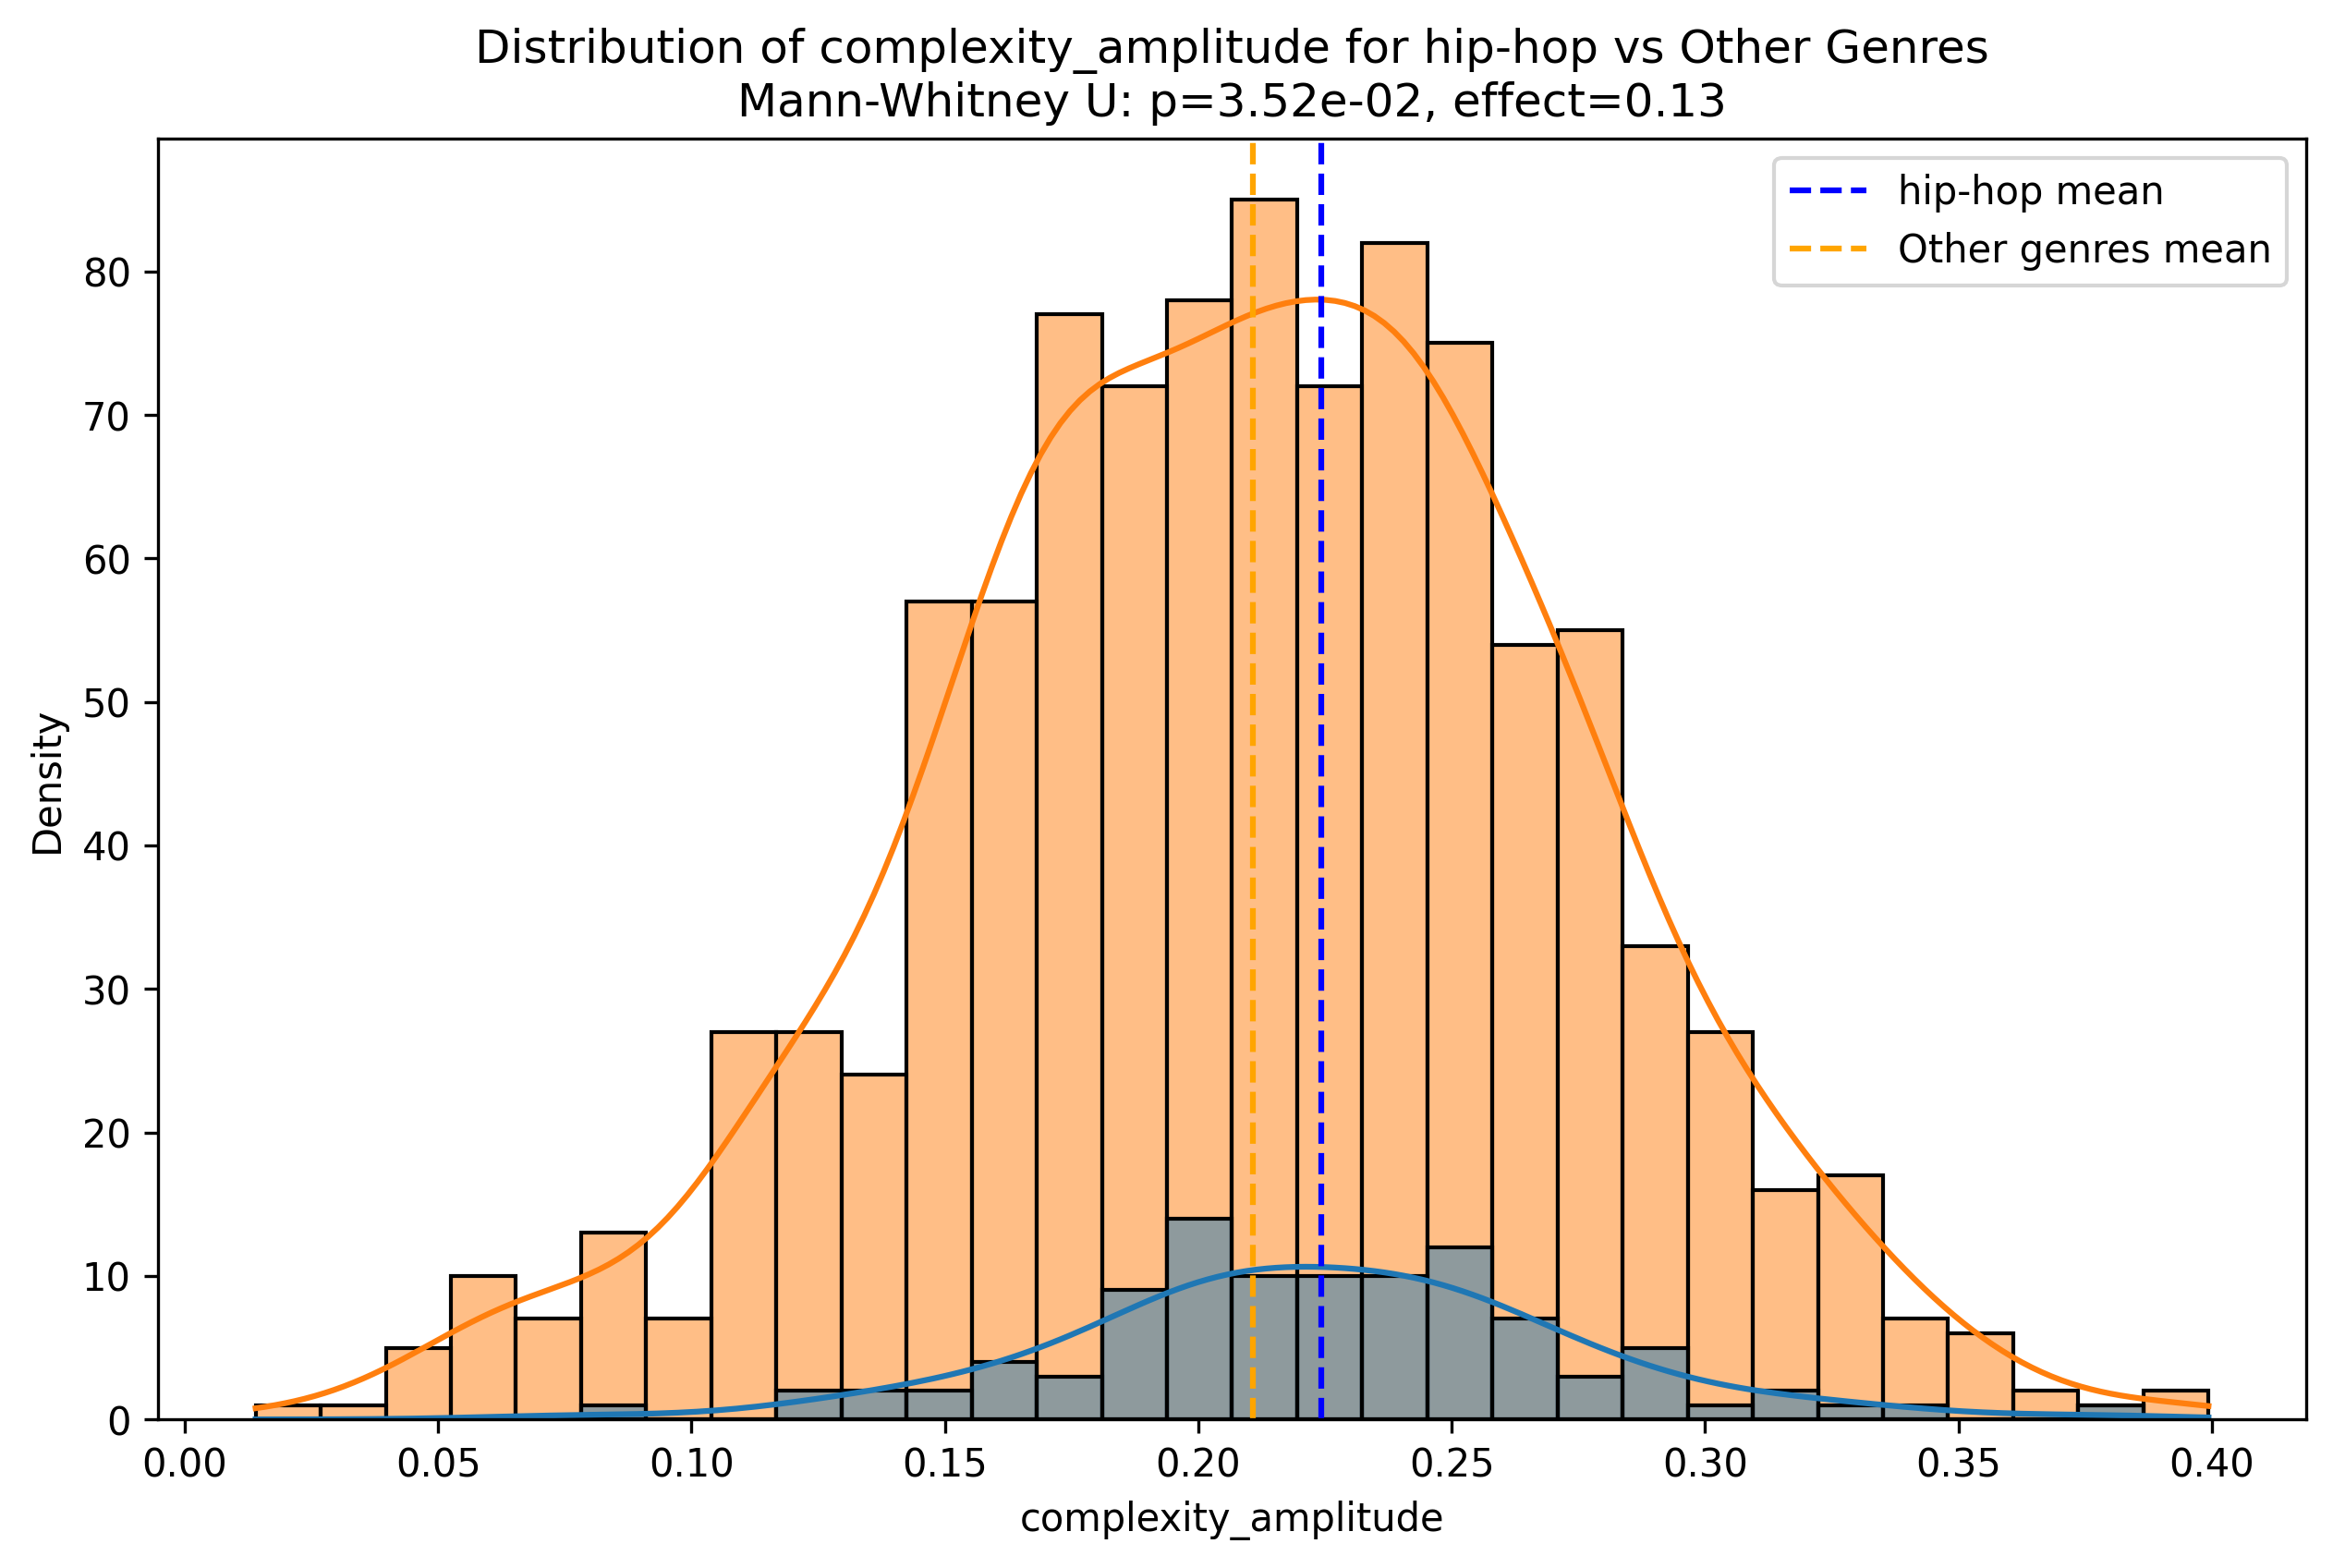 Distribution of complexity_amplitude for hip-hop vs Other Genres
Mann-Whitney U: p=3.52e-02, effect=0.13
hip-hop mean
Other genres mean
Density
80
70
60
50
40
30
20
10
0
0.00 0.05 0.10 0.15 0.20 0.25 0.30 0.35 0.40
complexity_amplitude